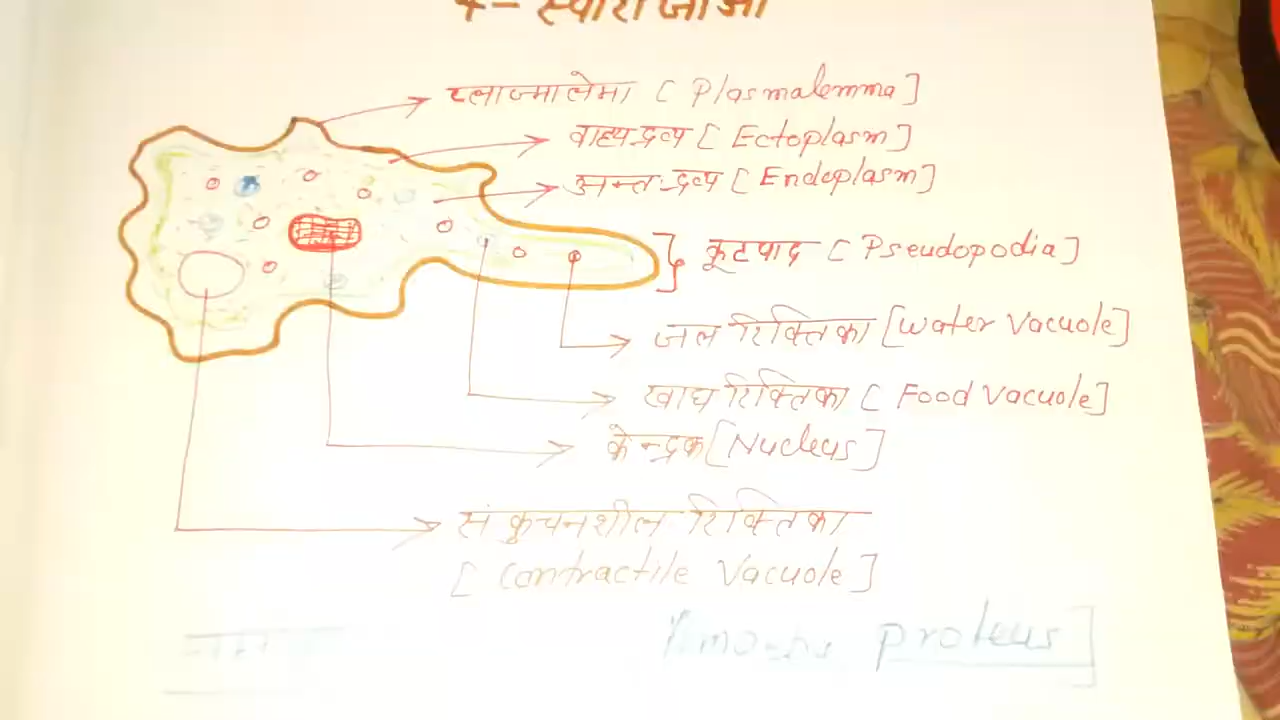 4 - स्पोरोजोआ
प्लाज्मालेमा [ Plasmalemma ]
वाह्यद्रव्य [ Ectoplasm ]
अन्तःद्रव्य [ Endoplasm ]
कूटपाद [ Pseudopodia ]
जल रिक्तिका [ Water Vacuole ]
खाद्य रिक्तिका [ Food Vacuole ]
केन्द्रक [ Nucleus ]
संकुचनशील रिक्तिका
[ Contractile Vacuole ]
proteus ]